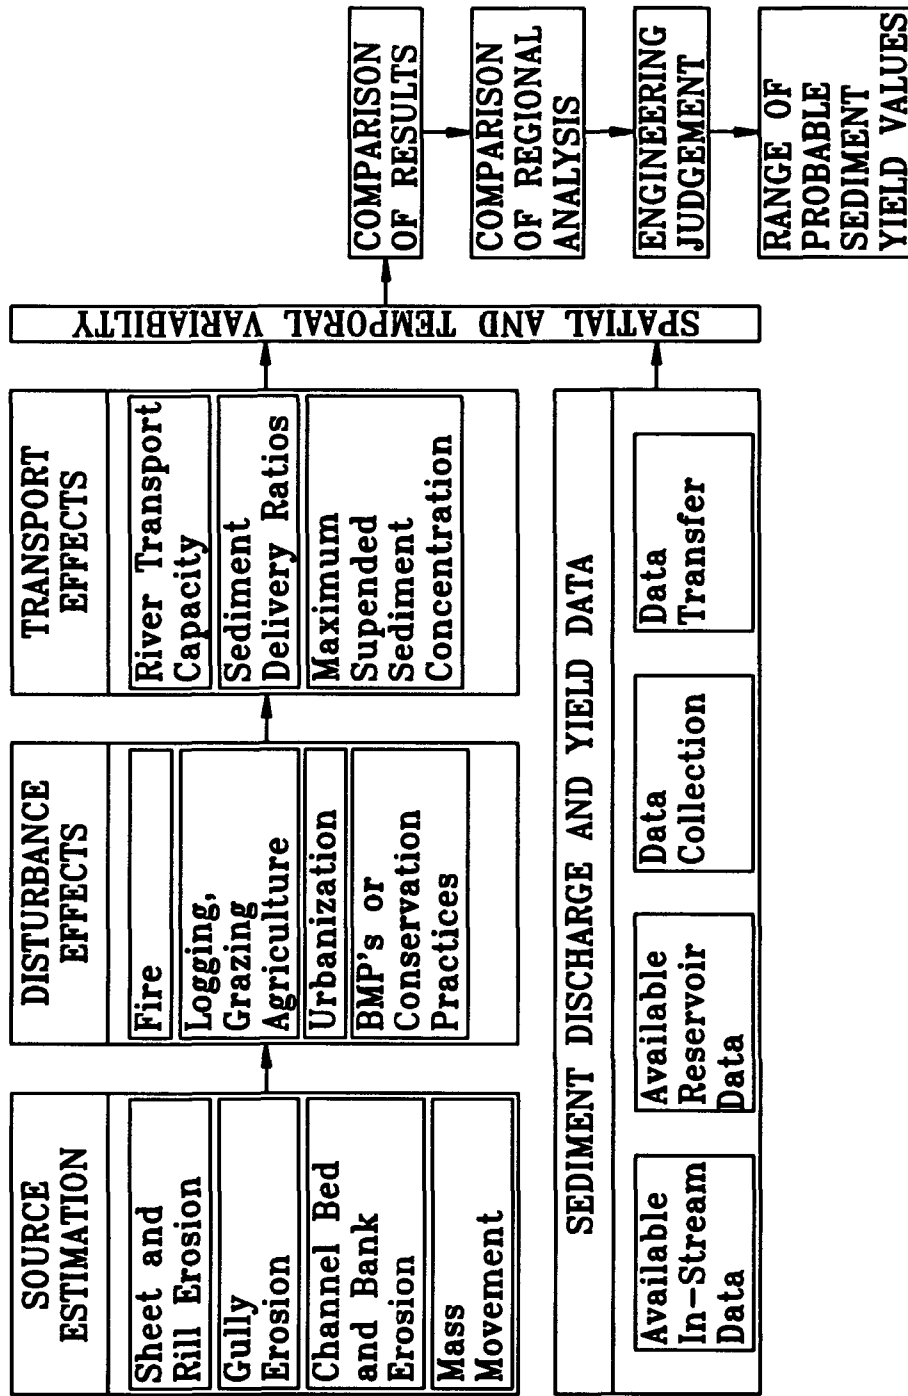 SOURCE
ESTIMATION
Sheet and
Rill Erosion
Gully
Erosion
Channel Bed
and Bank
Erosion
Mass
Movement
DISTURBANCE
EFFECTS
Fire
Logging,
Grazing
Agriculture
Urbanization
BMP's or
Conservation
Practices
TRANSPORT
EFFECTS
River Transport
Capacity
Sediment
Delivery Ratios
Maximum
Supended
Sediment
Concentration
SEDIMENT DISCHARGE AND YIELD DATA
Available
In-Stream
Data
Available
Reservoir
Data
Data
Collection
Data
Transfer
SPATIAL AND TEMPORAL VARIABILTY
COMPARISON
OF RESULTS
COMPARISON
OF REGIONAL
ANALYSIS
ENGINEERING
JUDGEMENT
RANGE OF
PROBABLE
SEDIMENT
YIELD VALUES